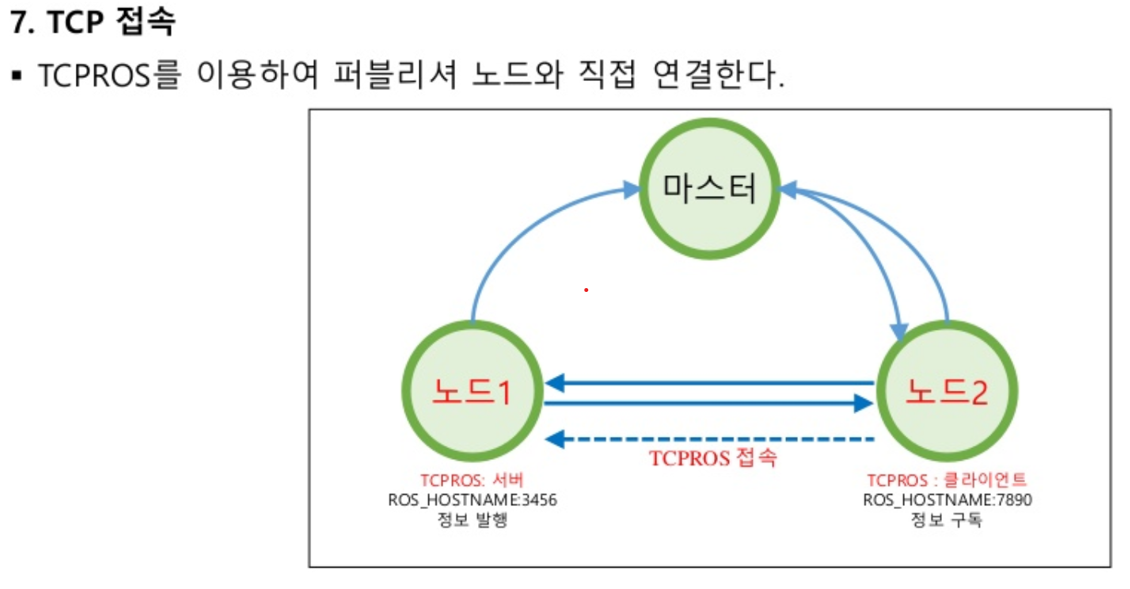 7. TCP 접속
▪ TCPROS를 이용하여 퍼블리셔 노드와 직접 연결한다.
마스터
노드1
노드2
TCPROS 접속
TCPROS: 서버
ROS_HOSTNAME:3456
정보 발행
TCPROS : 클라이언트
ROS_HOSTNAME:7890
정보 구독